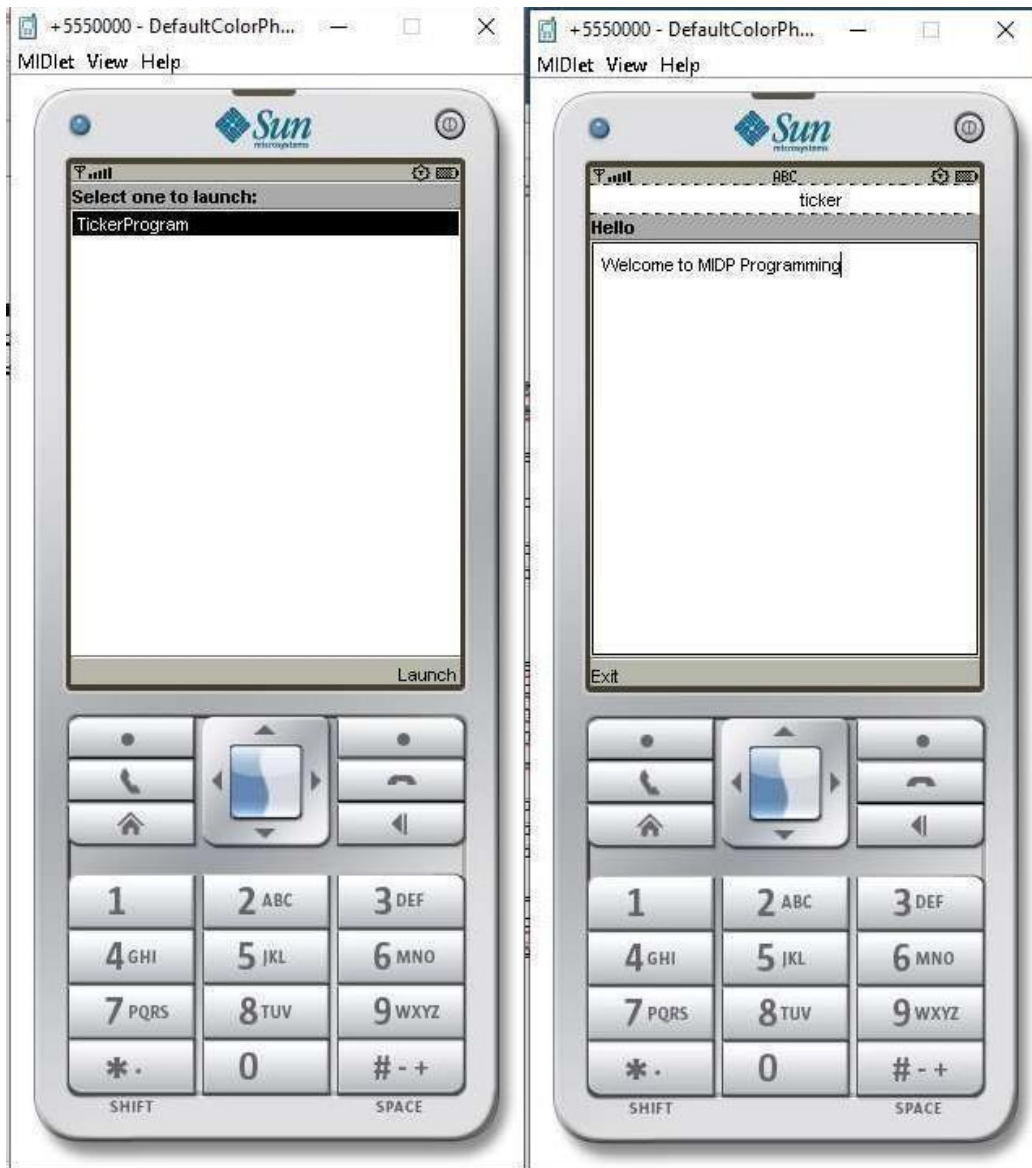 +5550000 - DefaultColorPh...
MIDlet View Help
Sun
microsystems
Select one to launch:
TickerProgram
Launch
1
2 ABC
3 DEF
4 GHI
5 JKL
6 MNO
7 PQRS
8 TUV
9 WXYZ
* .
0
# - +
SHIFT
SPACE
+5550000 - DefaultColorPh...
MIDlet View Help
Sun
microsystems
ABC
ticker
Hello
Welcome to MIDP Programming
Exit
1
2 ABC
3 DEF
4 GHI
5 JKL
6 MNO
7 PQRS
8 TUV
9 WXYZ
* .
0
# - +
SHIFT
SPACE